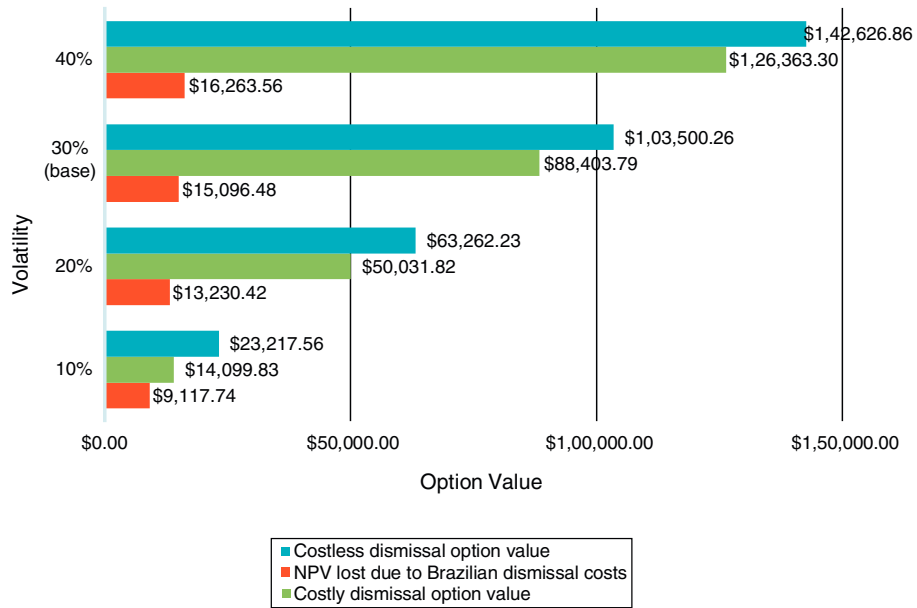 $1,42,626.86
40%
$1,26,363.30
$16,263.56
30%
(base)
$1,03,500.26
$88,403.79
$15,096.48
Volatility
$63,262.23
20%
$50,031.82
$13,230.42
$23,217.56
10%
$14,099.83
$9,117.74
$0.00 $50,000.00 $1,00,000.00 $1,50,000.00
Option Value
Costless dismissal option value
NPV lost due to Brazilian dismissal costs
Costly dismissal option value